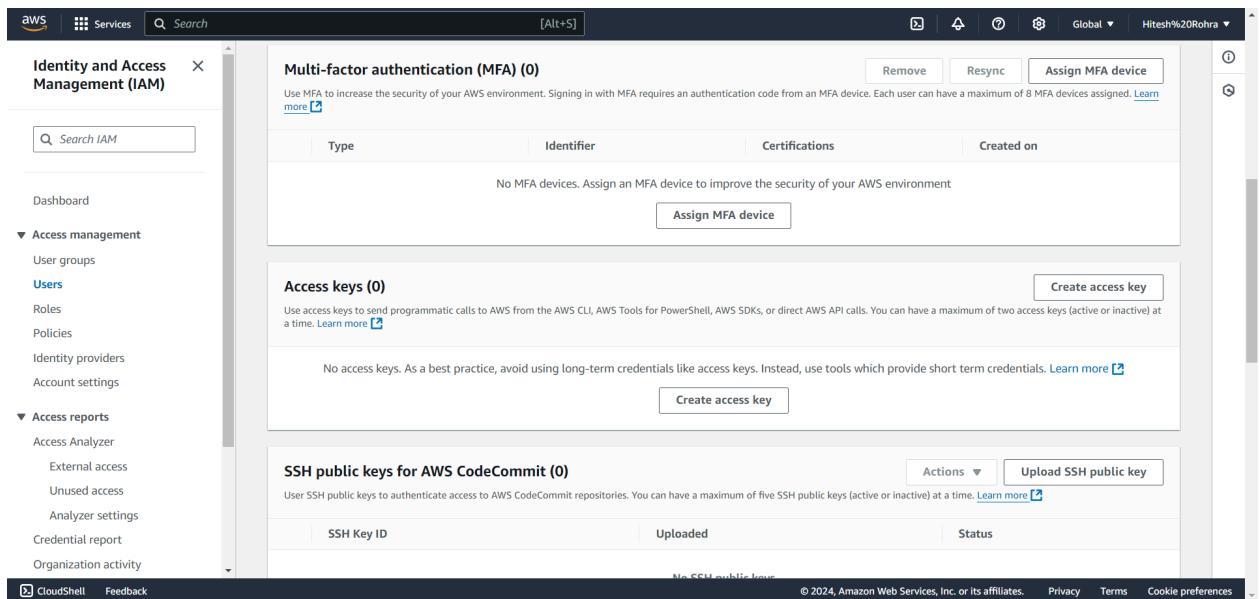 aws
Services
Search
[Alt+S]
Global ▼
Hitesh%20Rohra ▼
Identity and Access
Management (IAM)
Search IAM
Dashboard
Access management
User groups
Users
Roles
Policies
Identity providers
Account settings
Access reports
Access Analyzer
External access
Unused access
Analyzer settings
Credential report
Organization activity
Multi-factor authentication (MFA) (0)
Remove
Resync
Assign MFA device
Use MFA to increase the security of your AWS environment. Signing in with MFA requires an authentication code from an MFA device. Each user can have a maximum of 8 MFA devices assigned. Learn
more
Type
Identifier
Certifications
Created on
No MFA devices. Assign an MFA device to improve the security of your AWS environment
Assign MFA device
Access keys (0)
Create access key
Use access keys to send programmatic calls to AWS from the AWS CLI, AWS Tools for PowerShell, AWS SDKs, or direct AWS API calls. You can have a maximum of two access keys (active or inactive) at
a time. Learn more
No access keys. As a best practice, avoid using long-term credentials like access keys. Instead, use tools which provide short term credentials. Learn more
Create access key
SSH public keys for AWS CodeCommit (0)
Actions ▼
Upload SSH public key
User SSH public keys to authenticate access to AWS CodeCommit repositories. You can have a maximum of five SSH public keys (active or inactive) at a time. Learn more
SSH Key ID
Uploaded
Status
No SSH public keys
CloudShell
Feedback
© 2024, Amazon Web Services, Inc. or its affiliates.
Privacy
Terms
Cookie preferences